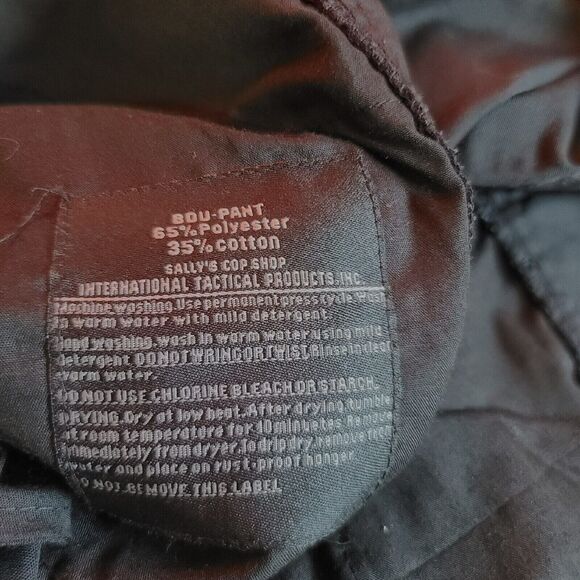 BDU-PANT
65% Polyester
35% cotton
SALLY'S COP SHOP
INTERNATIONAL TACTICAL PRODUCTS, INC.
Machine washing. Use permanent press cycle. Wash
in warm water with mild detergent
Hand washing. wash in warm water using mild
detergent DO NOT WRING OR TWIST Rinse in clear
warm water.
DO NOT USE CHLORINE BLEACH OR STARCH.
DRYING. Dry at low heat. After drying tumble
at room temperature for 10 minuetes Remove
immediately from dryer. To drip dry, remove from
water and place on rust-proof hanger
DO NOT BEMOVE THIS LABEL